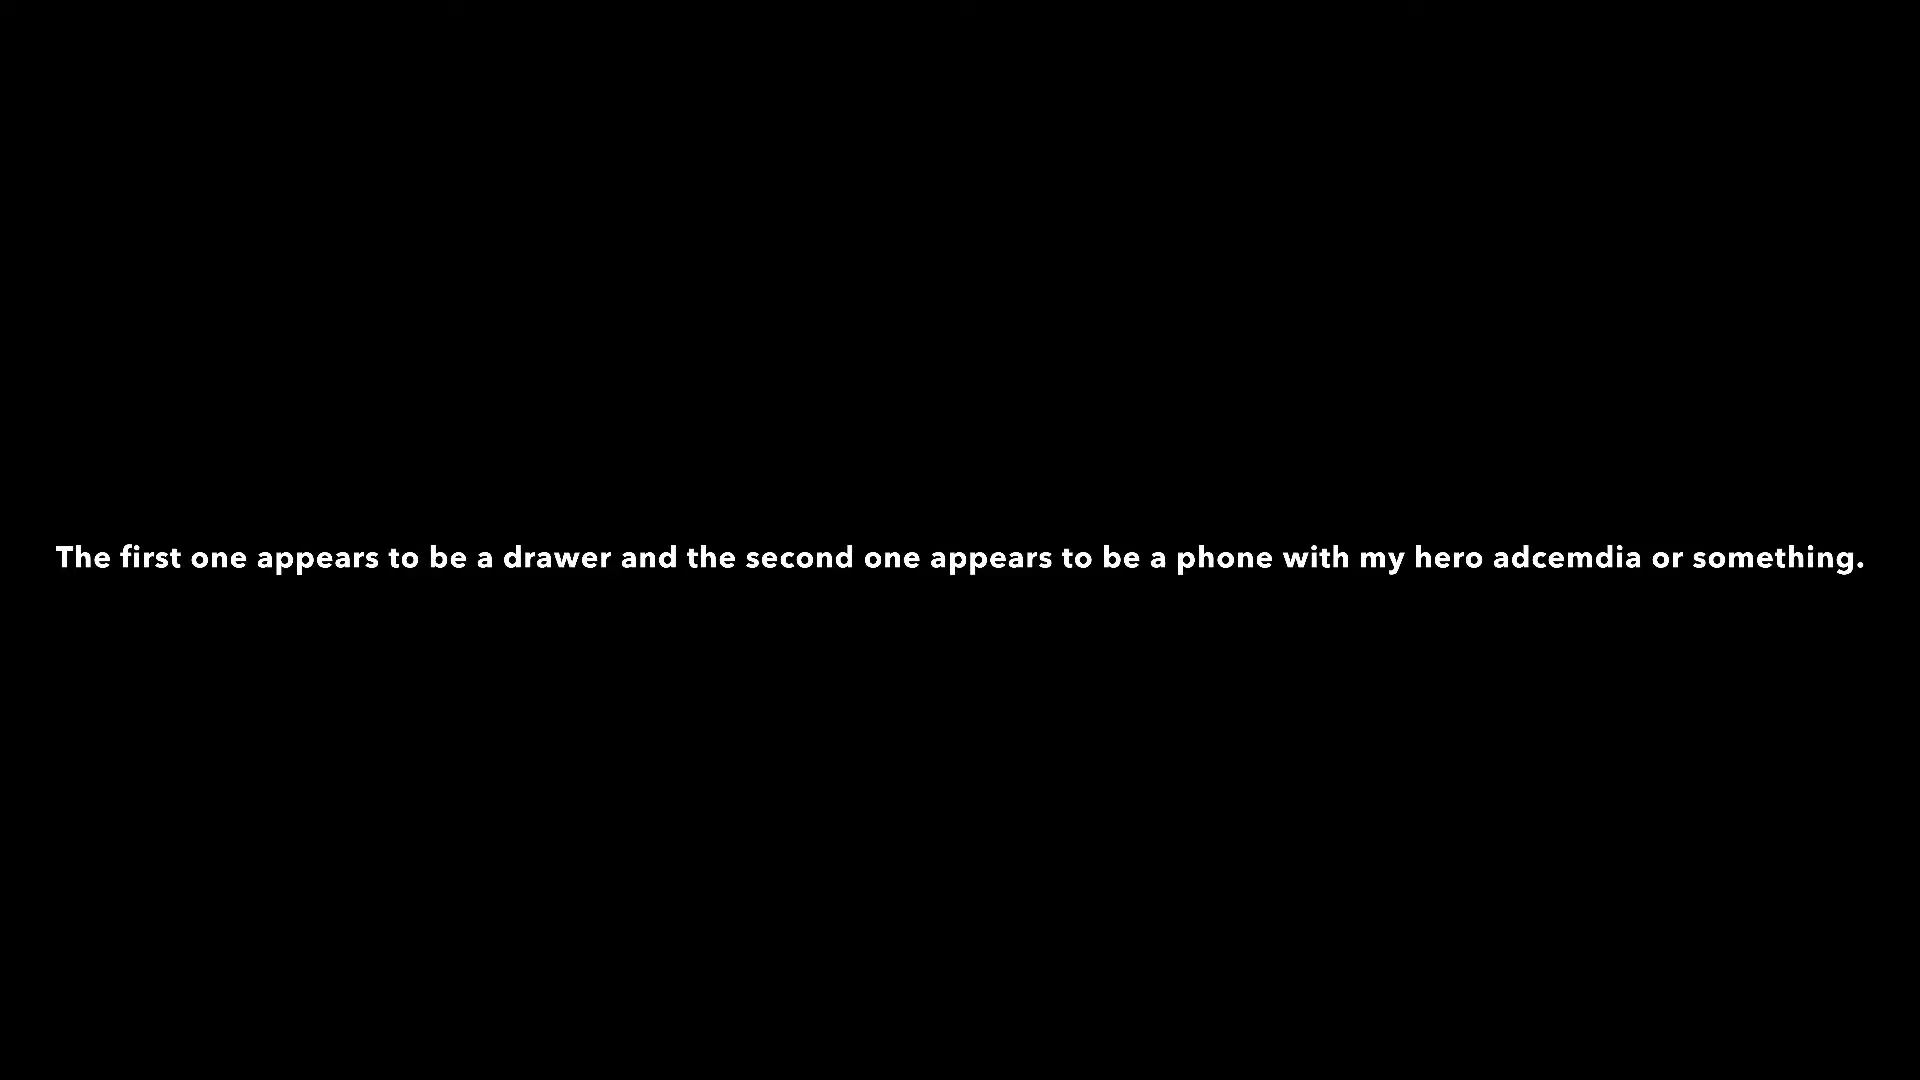 The first one appears to be a drawer and the second one appears to be a phone with my hero adcemdia or something.